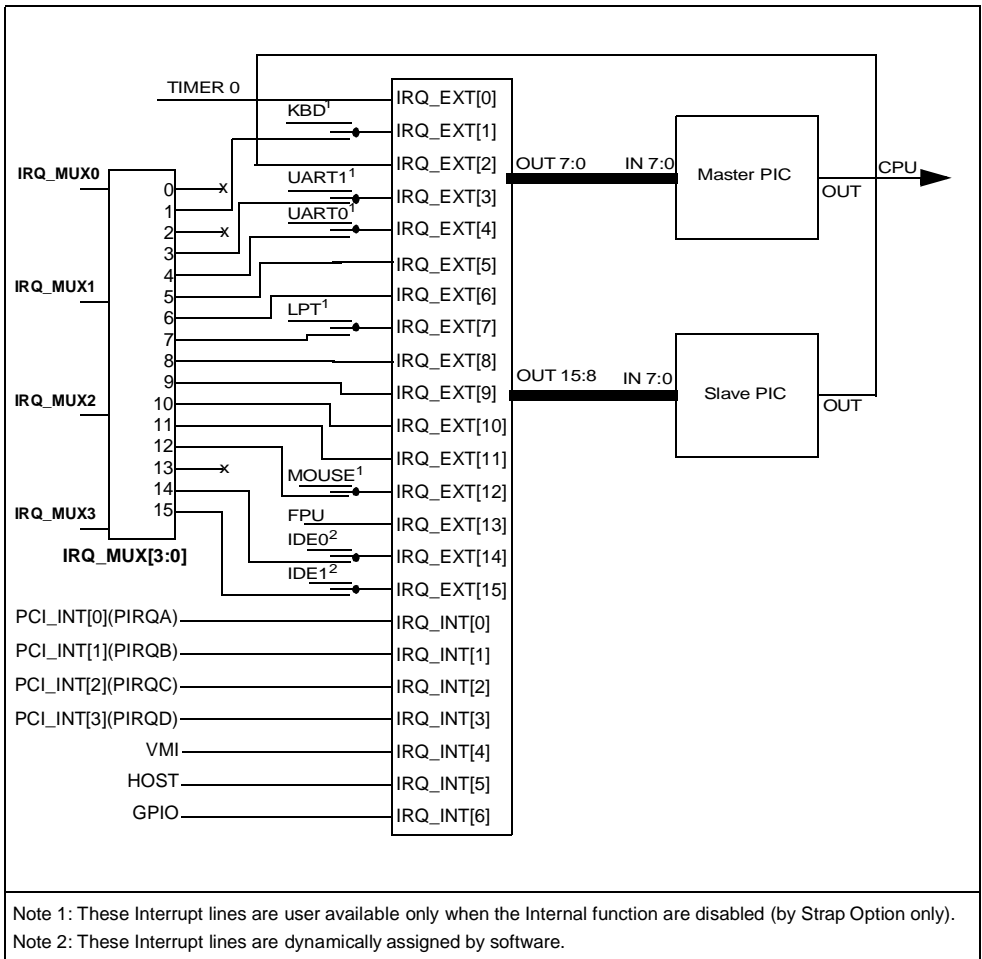 TIMER 0
KBD1
UART1¹
UART0¹
LPT¹
MOUSE¹
FPU
IDE0²
IDE1²
IRQ_MUX0
IRQ_MUX1
IRQ_MUX2
IRQ_MUX3
0
1
2
3
4
5
6
7
8
9
10
11
12
13
14
15
x
x
x
IRQ_MUX[3:0]
PCI_INT[0](PIRQA)
PCI_INT[1](PIRQB)
PCI_INT[2](PIRQC)
PCI_INT[3](PIRQD)
VMI
HOST
GPIO
IRQ_EXT[0]
IRQ_EXT[1]
IRQ_EXT[2]
IRQ_EXT[3]
IRQ_EXT[4]
IRQ_EXT[5]
IRQ_EXT[6]
IRQ_EXT[7]
IRQ_EXT[8]
IRQ_EXT[9]
IRQ_EXT[10]
IRQ_EXT[11]
IRQ_EXT[12]
IRQ_EXT[13]
IRQ_EXT[14]
IRQ_EXT[15]
IRQ_INT[0]
IRQ_INT[1]
IRQ_INT[2]
IRQ_INT[3]
IRQ_INT[4]
IRQ_INT[5]
IRQ_INT[6]
OUT 7:0 IN 7:0
Master PIC
OUT
CPU
OUT 15:8 IN 7:0
Slave PIC
OUT
Note 1: These Interrupt lines are user available only when the Internal function are disabled (by Strap Option only).
Note 2: These Interrupt lines are dynamically assigned by software.